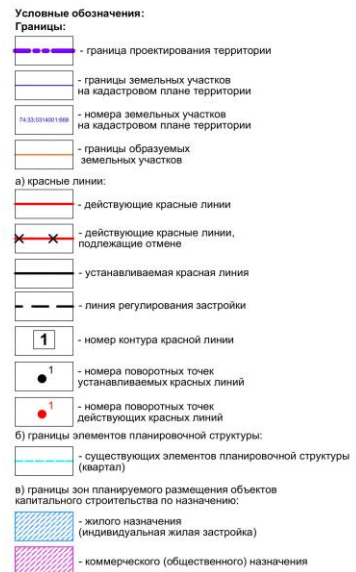 Условные обозначения:
Границы:
- граница проектирования территории
- границы земельных участков
на кадастровом плане территории
74:33:0314001:668
- номера земельных участков
на кадастровом плане территории
- границы образуемых
земельных участков
а) красные линии:
- действующие красные линии
- действующие красные линии,
подлежащие отмене
- устанавливаемая красная линия
- линия регулирования застройки
1
- номер контура красной линии
1
- номера поворотных точек
устанавливаемых красных линий
1
- номера поворотных точек
действующих красных линий
б) границы элементов планировочной структуры:
- существующих элементов планировочной структуры
(квартал)
в) границы зон планируемого размещения объектов
капитального строительства по назначению:
- жилого назначения
(индивидуальная жилая застройка)
- коммерческого (общественного) назначения